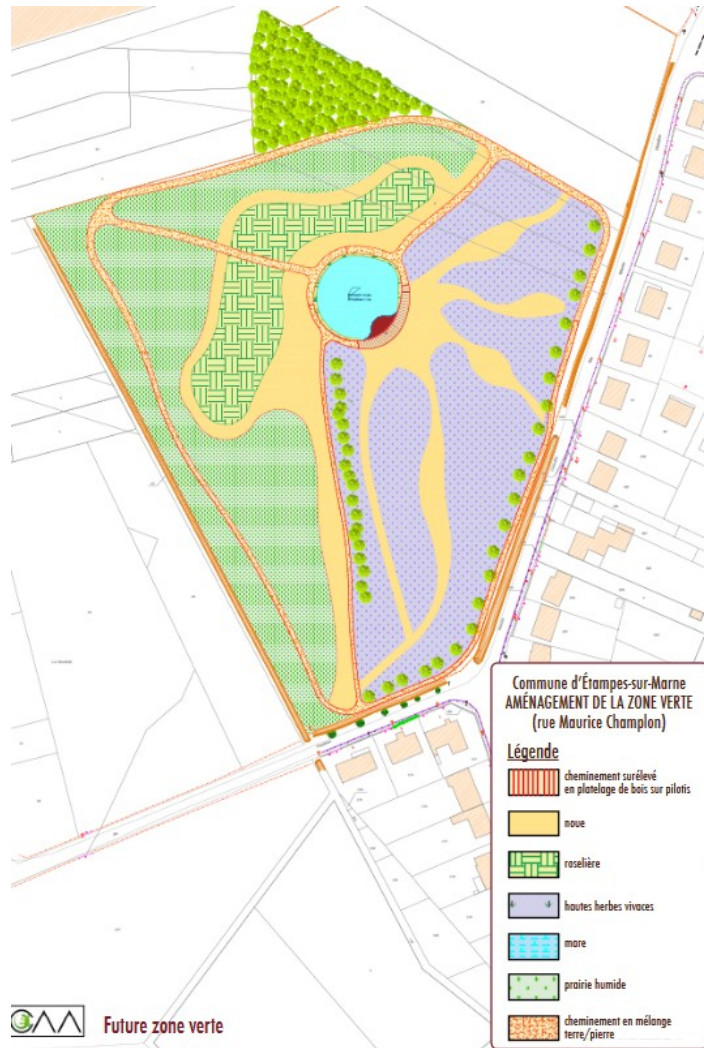 Commune d'Étampes-sur-Marne
AMÉNAGEMENT DE LA ZONE VERTE
(rue Maurice Champlon)
Légende
cheminement surélevé
en platelage de bois sur pilotis
noue
roselière
hautes herbes vivaces
mare
prairie humide
cheminement en mélange
terre/pierre
Future zone verte